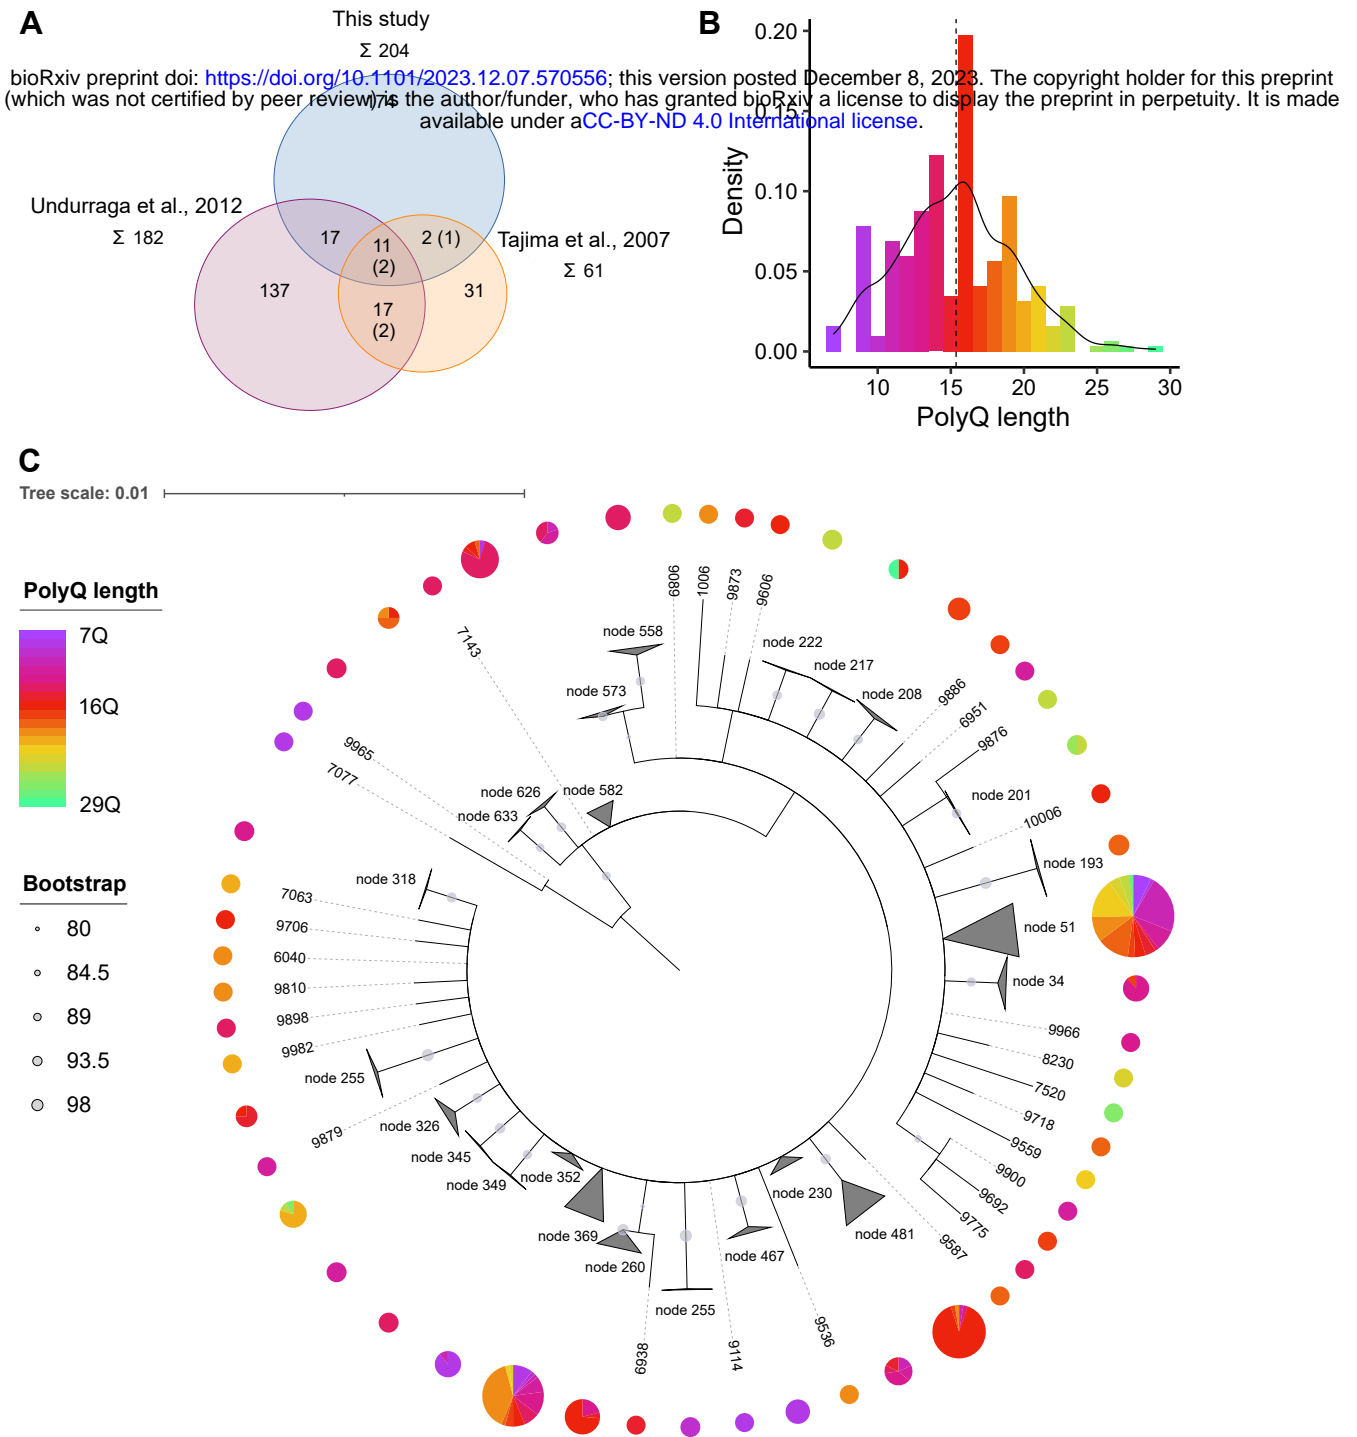 A
This study
Σ 204
B
bioRxiv preprint doi: https://doi.org/10.1101/2023.12.07.570556; this version posted December 8, 2023. The copyright holder for this preprint
(which was not certified by peer review) is the author/funder, who has granted bioRxiv a license to display the preprint in perpetuity. It is made
available under aCC-BY-ND 4.0 International license.
174
Undurraga et al., 2012
Σ 182
Tajima et al., 2007
Σ 61
17
11
(2)
2 (1)
137
17
(2)
31
0.20
0.15
0.10
0.05
0.00
Density
10
15
20
25
30
PolyQ length
C
Tree scale: 0.01
PolyQ length
7Q
16Q
29Q
Bootstrap
80
84.5
89
93.5
98
7143
9965
7077
node 558
node 573
6806
1006
9873
9606
node 222
node 217
node 208
9886
6951
9876
node 201
10006
node 193
node 51
node 34
9966
8230
7520
9718
9559
9900
9692
9775
9587
node 481
node 230
9536
node 467
9114
node 255
6938
node 260
node 369
node 352
node 349
node 345
node 326
9879
node 255
9982
9898
9810
6040
9706
7063
node 318
node 633
node 626
node 582